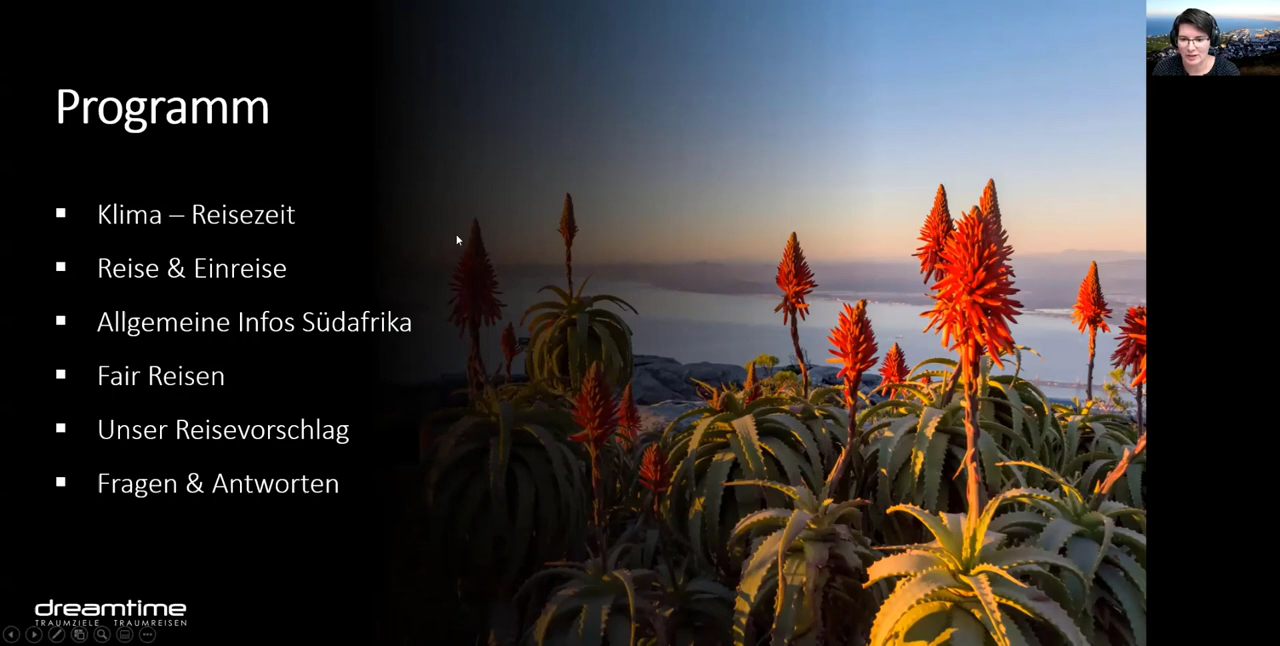 Programm
▪ Klima – Reisezeit
▪ Reise & Einreise
▪ Allgemeine Infos Südafrika
▪ Fair Reisen
▪ Unser Reisevorschlag
▪ Fragen & Antworten
dreamtime
TRAUMZIELE TRAUMREISEN